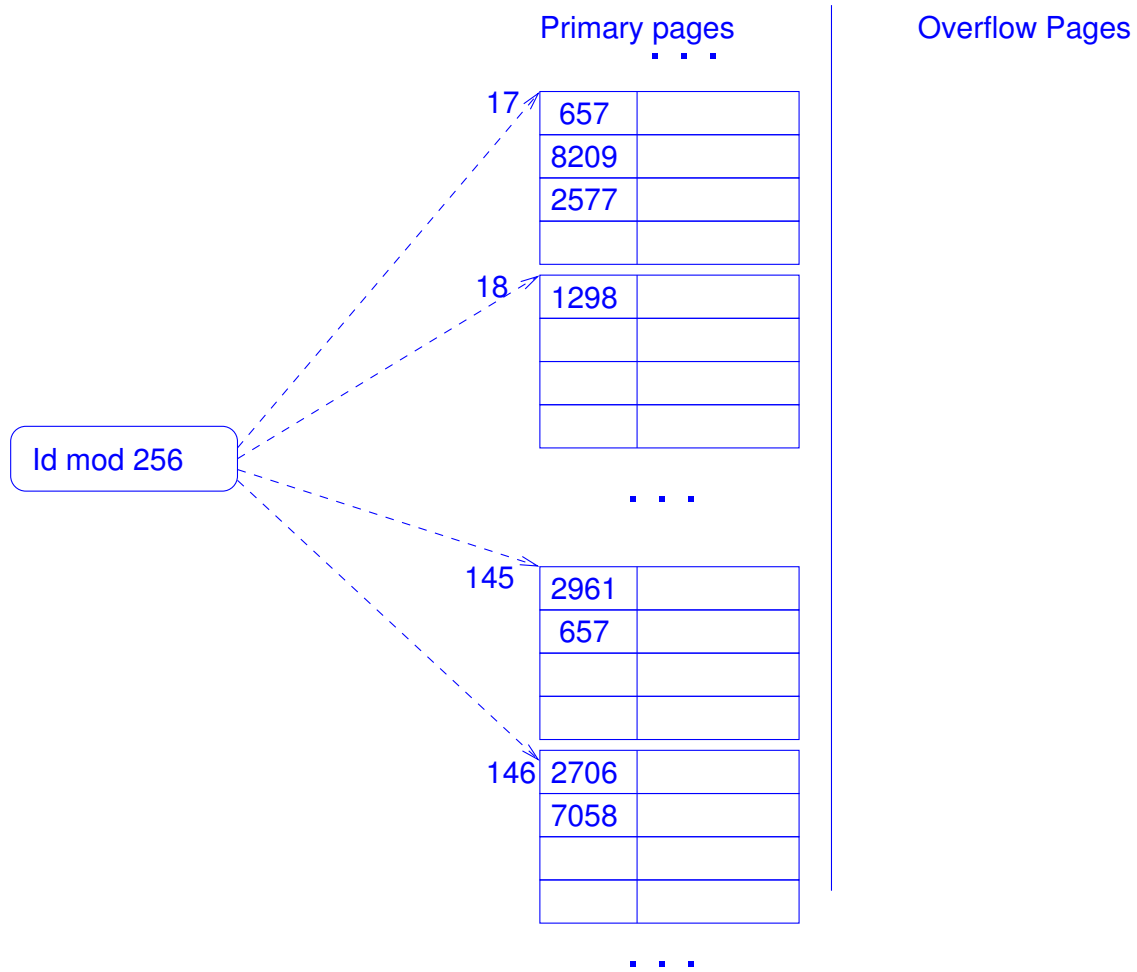 Primary pages
Overflow Pages
. . .
17
657
8209
2577
18
1298
Id mod 256
. . .
145
2961
657
146
2706
7058
. . .